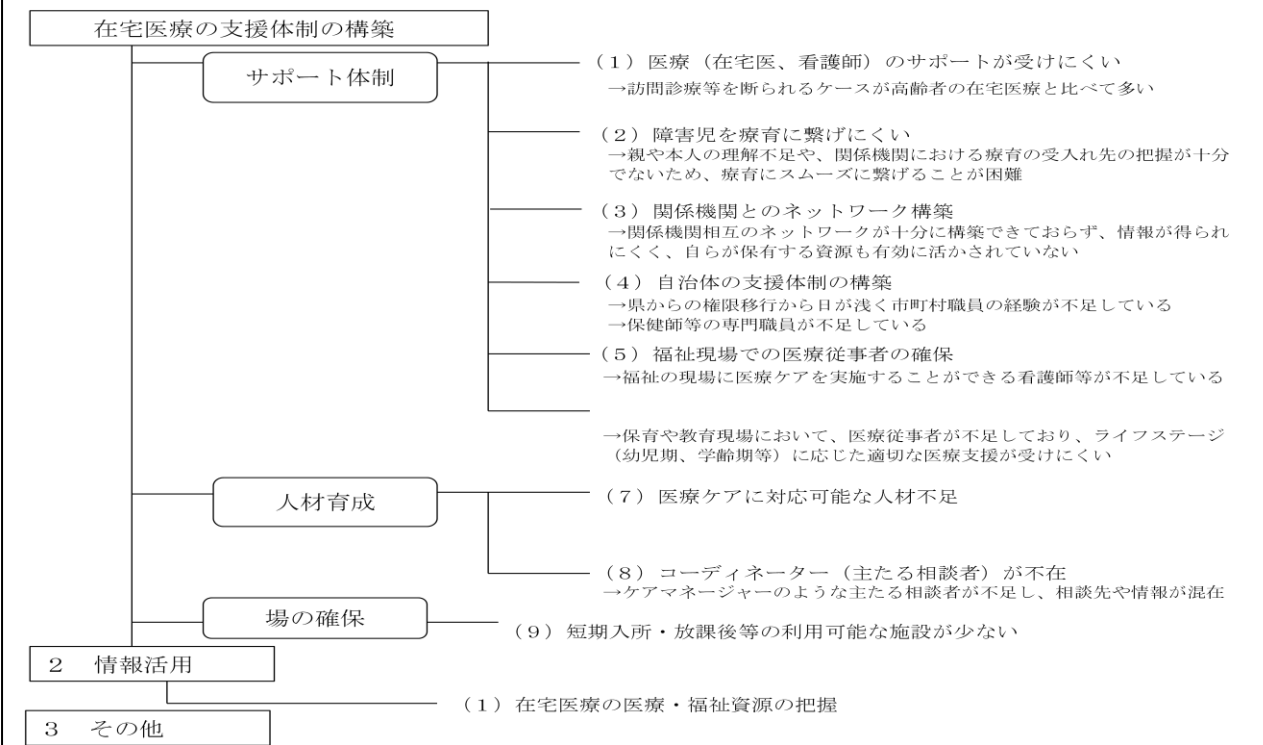 在宅医療の支援体制の構築
サポート体制
（１）医療（在宅医、看護師）のサポートが受けにくい
→訪問診療等を断られるケースが高齢者の在宅医療と比べて多い
（２）障害児を療育に繋げにくい
→親や本人の理解不足や、関係機関における療育の受入れ先の把握が十分
でないため、療育にスムーズに繋げることが困難
（３）関係機関とのネットワーク構築
→関係機関相互のネットワークが十分に構築できておらず、情報が得られ
にくく、自らが保有する資源も有効に活かされていない
（４）自治体の支援体制の構築
→県からの権限移行から日が浅く市町村職員の経験が不足している
→保健師等の専門職員が不足している
（５）福祉現場での医療従事者の確保
→福祉の現場に医療ケアを実施することができる看護師等が不足している
→保育や教育現場において、医療従事者が不足しており、ライフステージ
（幼児期、学齢期等）に応じた適切な医療支援が受けにくい
人材育成
（７）医療ケアに対応可能な人材不足
（８）コーディネーター（主たる相談者）が不在
→ケアマネージャーのような主たる相談者が不足し、相談先や情報が混在
場の確保
（９）短期入所・放課後等の利用可能な施設が少ない
２　情報活用
（１）在宅医療の医療・福祉資源の把握
３　その他